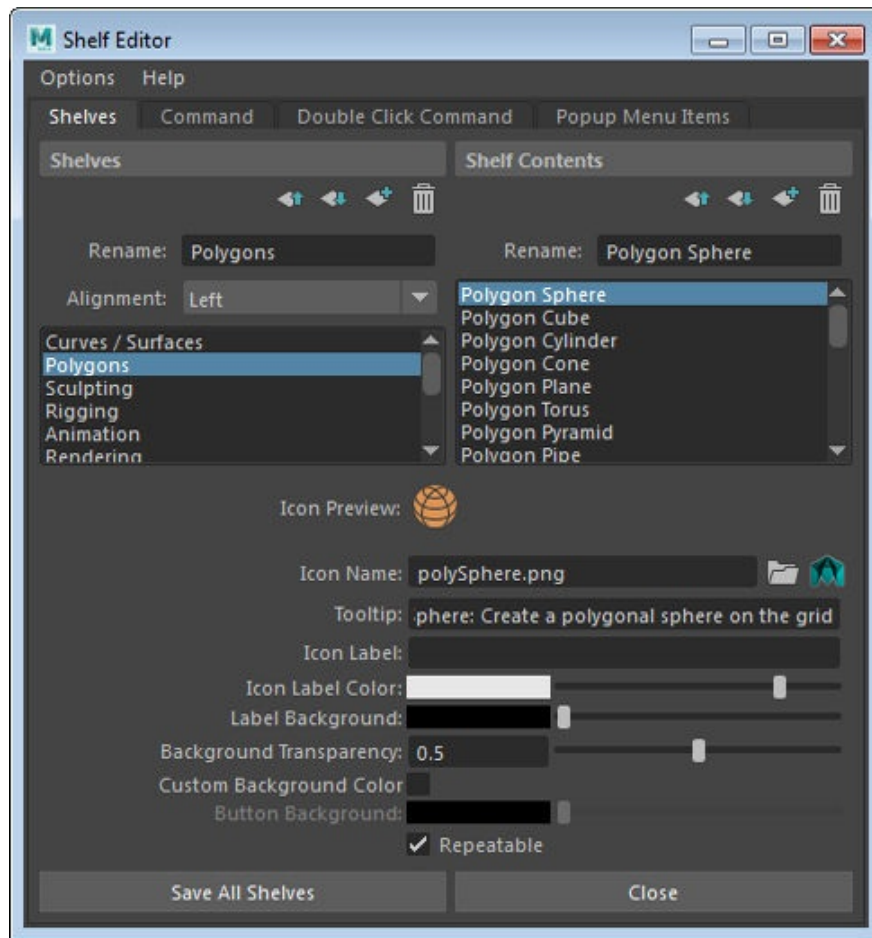 Shelf Editor
Options Help
Shelves Command Double Click Command Popup Menu Items
Shelves
Rename: Polygons
Alignment: Left
Curves / Surfaces
Polygons
Sculpting
Rigging
Animation
Rendering
Shelf Contents
Rename: Polygon Sphere
Polygon Sphere
Polygon Cube
Polygon Cylinder
Polygon Cone
Polygon Plane
Polygon Torus
Polygon Pyramid
Polygon Pipe
Icon Preview:
Icon Name: polySphere.png
Tooltip: phere: Create a polygonal sphere on the grid
Icon Label:
Icon Label Color:
Label Background:
Background Transparency: 0.5
Custom Background Color
Button Background:
Repeatable
Save All Shelves Close